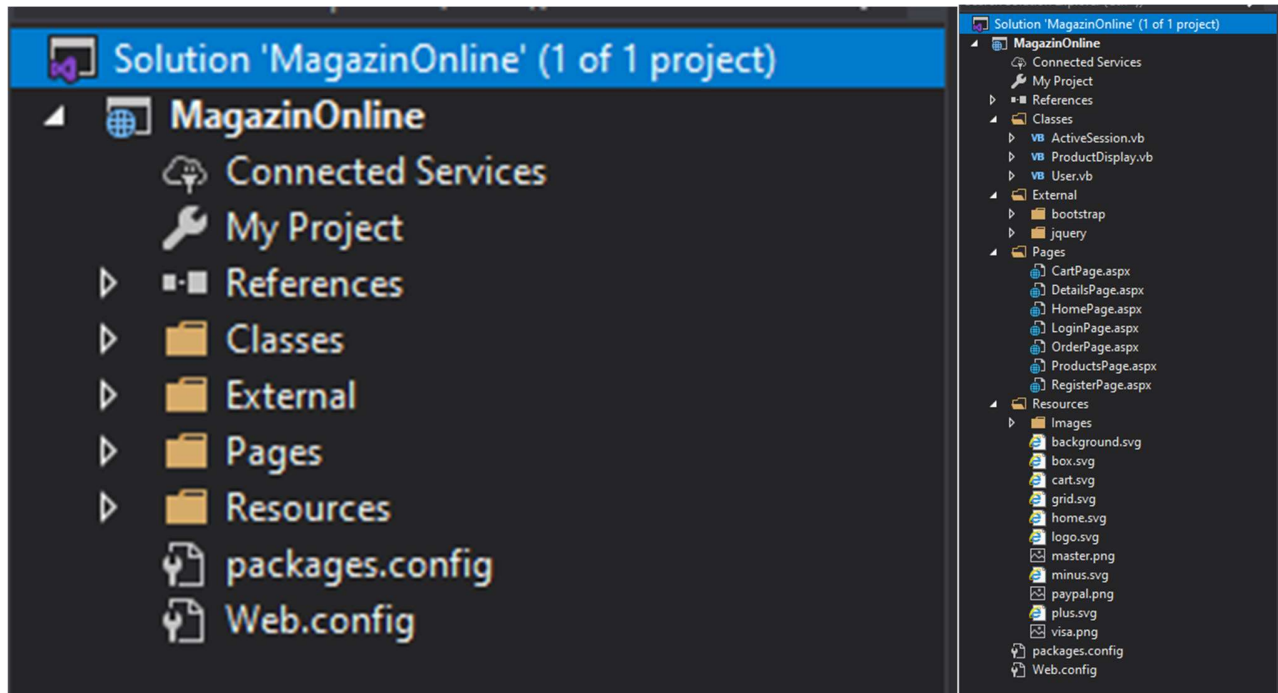 Solution 'MagazinOnline' (1 of 1 project)
MagazinOnline
Connected Services
My Project
References
Classes
External
Pages
Resources
packages.config
Web.config
Solution 'MagazinOnline' (1 of 1 project)
MagazinOnline
Connected Services
My Project
References
Classes
VB ActiveSession.vb
VB ProductDisplay.vb
VB User.vb
External
bootstrap
jquery
Pages
CartPage.aspx
DetailsPage.aspx
HomePage.aspx
LoginPage.aspx
OrderPage.aspx
ProductsPage.aspx
RegisterPage.aspx
Resources
Images
background.svg
box.svg
cart.svg
grid.svg
home.svg
logo.svg
master.png
minus.svg
paypal.png
plus.svg
visa.png
packages.config
Web.config